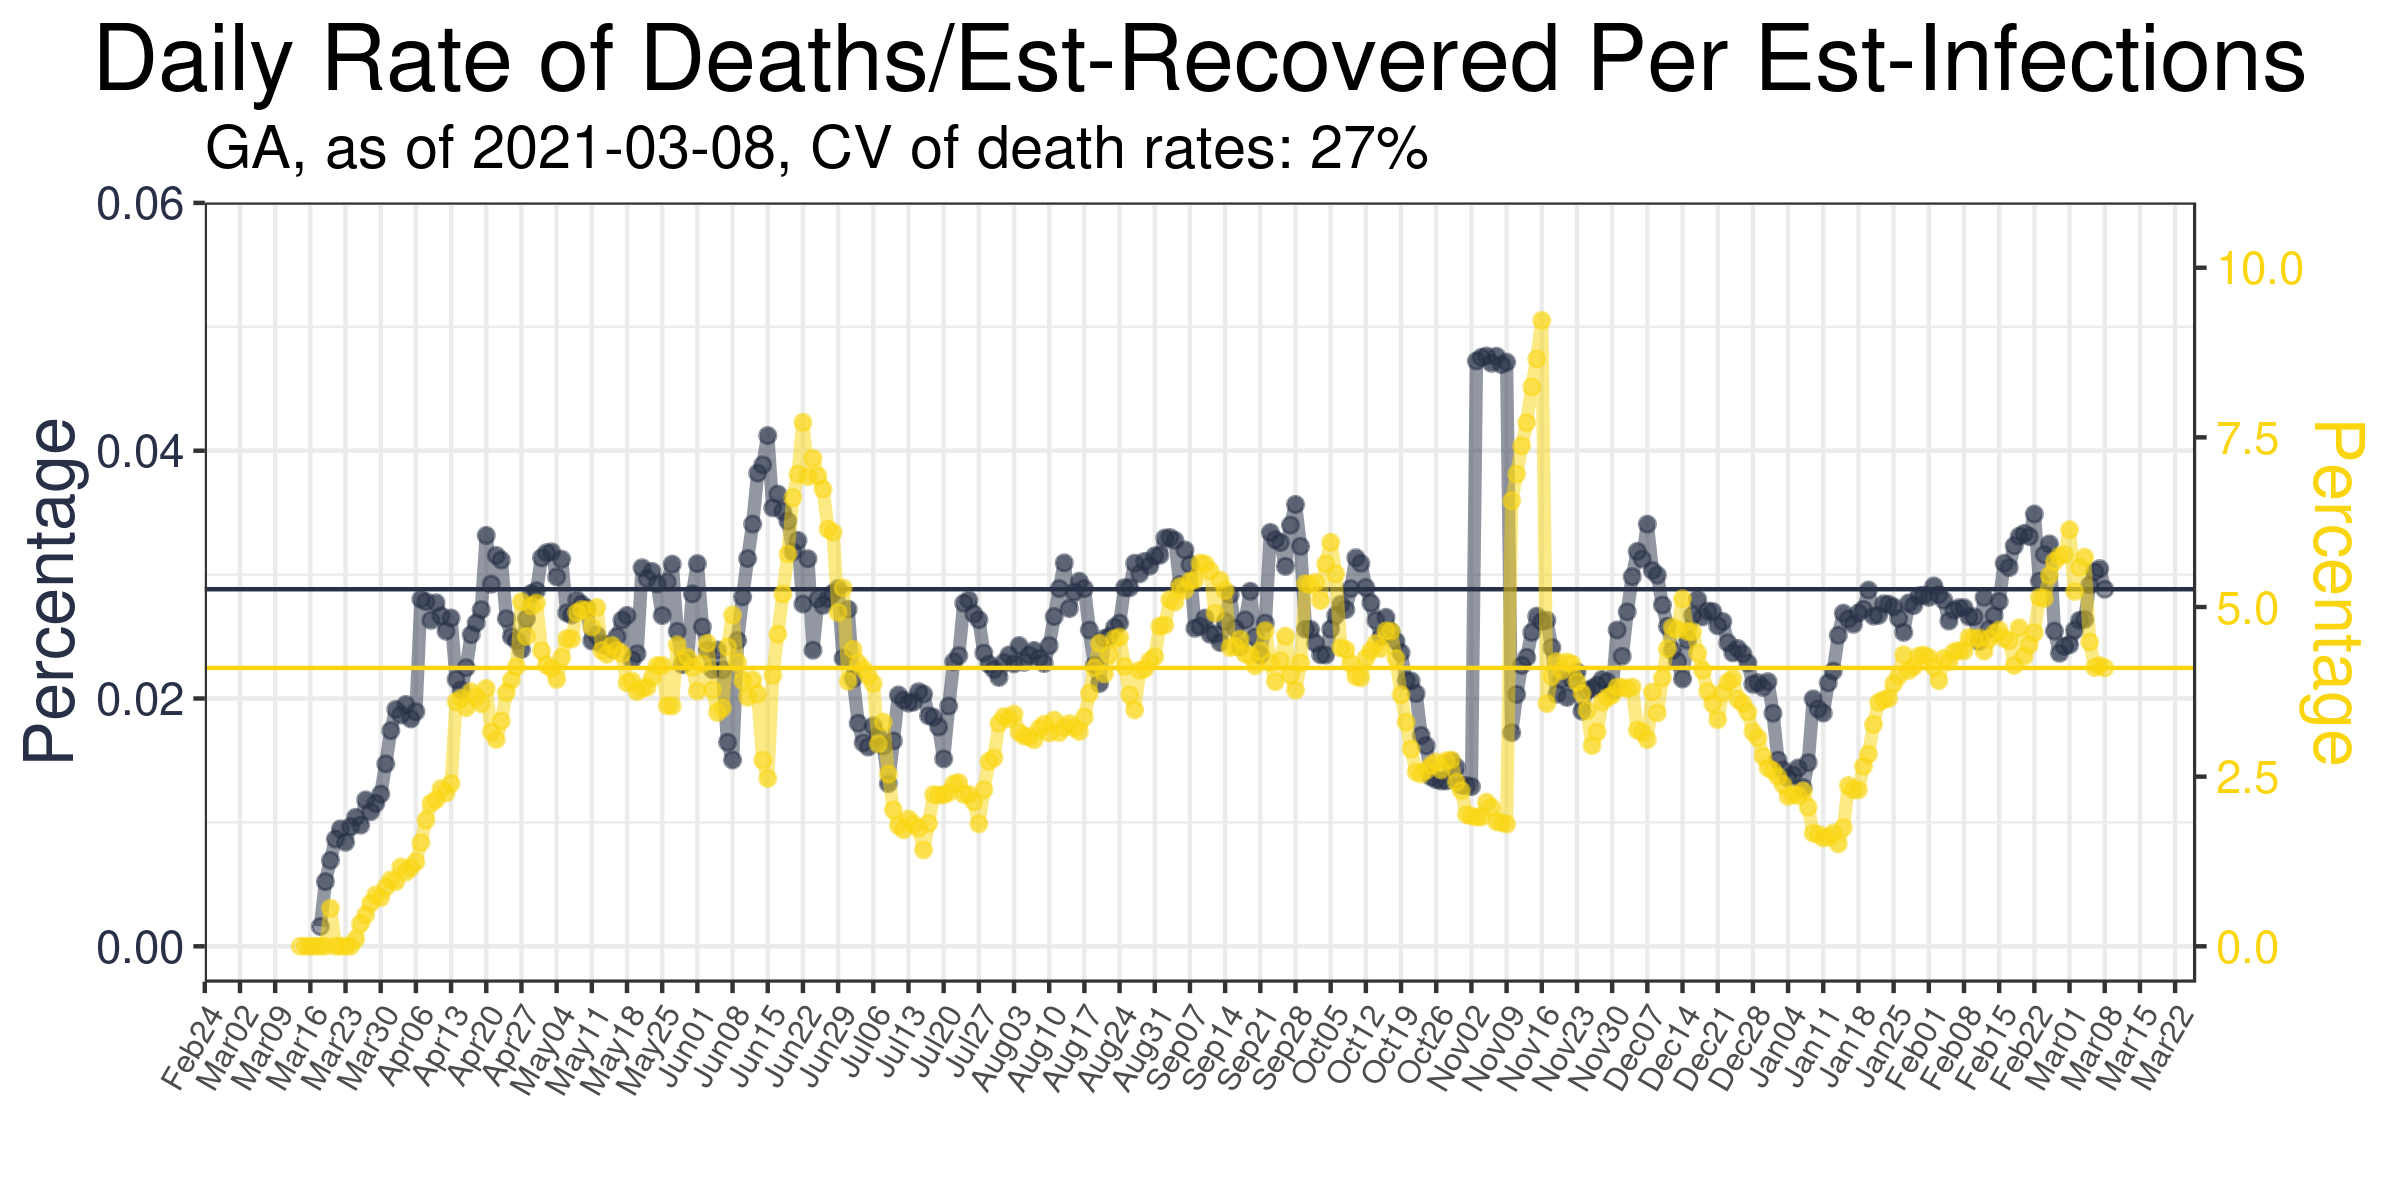 Daily Rate of Deaths/Est-Recovered Per Est-Infections
GA, as of 2021-03-08, CV of death rates: 27%
Percentage
0.06
0.04
0.02
0.00
10.0
7.5
5.0
2.5
0.0
Percentage
Feb24
Mar02
Mar09
Mar16
Mar23
Mar30
Apr06
Apr13
Apr20
Apr27
May04
May11
May18
May25
Jun01
Jun08
Jun15
Jun22
Jun29
Jul06
Jul13
Jul20
Jul27
Aug03
Aug10
Aug17
Aug24
Aug31
Sep07
Sep14
Sep21
Sep28
Oct05
Oct12
Oct19
Oct26
Nov02
Nov09
Nov16
Nov23
Nov30
Dec07
Dec14
Dec21
Dec28
Jan04
Jan11
Jan18
Jan25
Feb01
Feb08
Feb15
Feb22
Mar01
Mar08
Mar15
Mar22